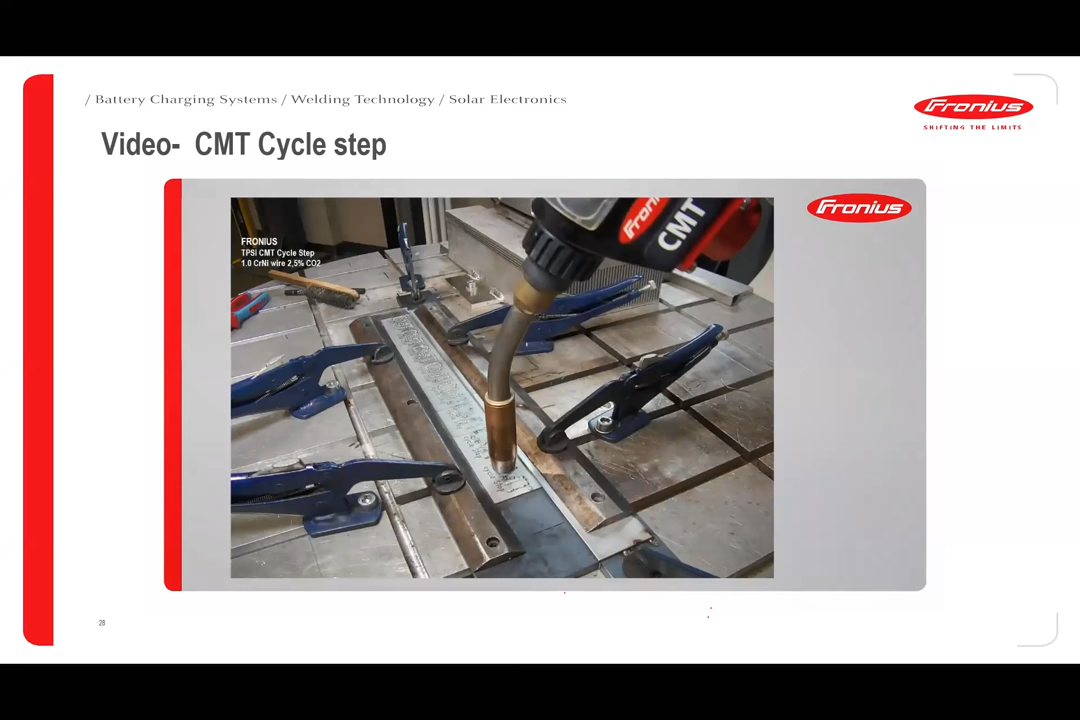 / Battery Charging Systems / Welding Technology / Solar Electronics
Fronius
SHIFTING THE LIMITS
Video- CMT Cycle step
Fronius
FRONIUS
TPSi CMT Cycle Step
1.0 CrNi wire 2,5% CO2
Froni
CMT
28